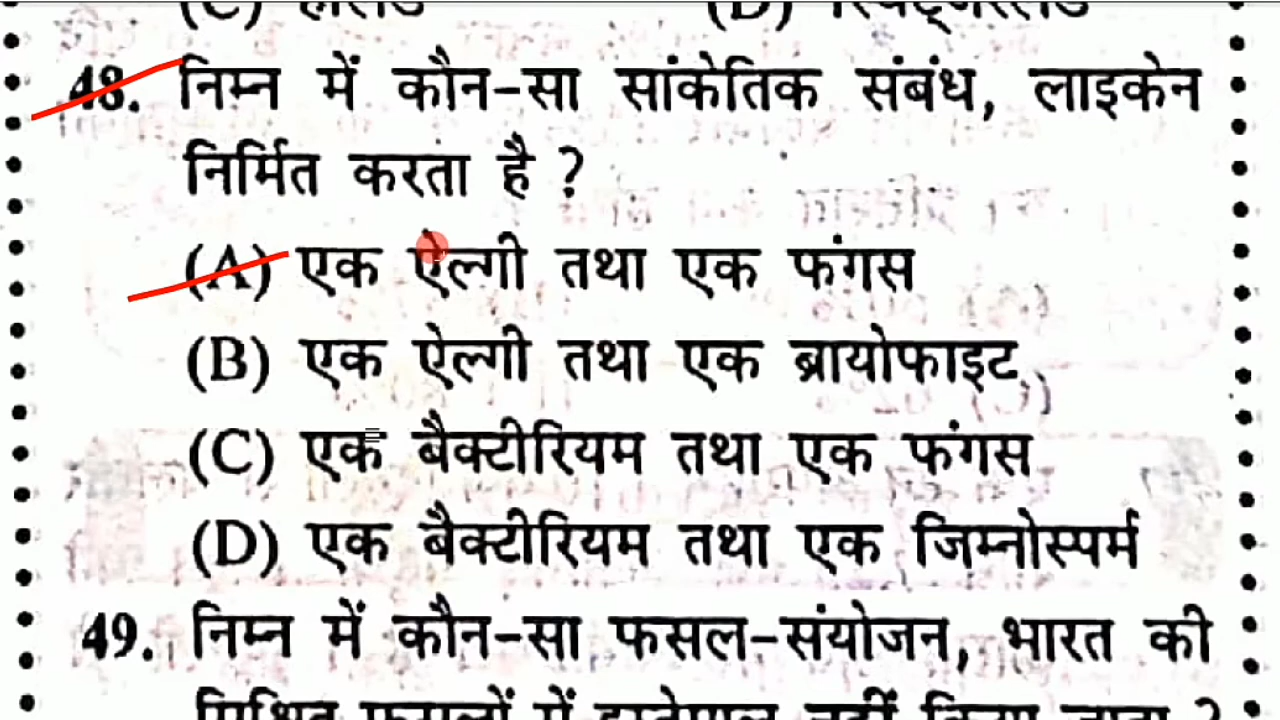 48. निम्न में कौन-सा सांकेतिक संबंध, लाइकेन
निर्मित करता है ?
(A) एक ऐल्गी तथा एक फंगस
(B) एक ऐल्गी तथा एक ब्रायोफाइट
(C) एक बैक्टीरियम तथा एक फंगस
(D) एक बैक्टीरियम तथा एक जिम्नोस्पर्म
49. निम्न में कौन-सा फसल-संयोजन, भारत की